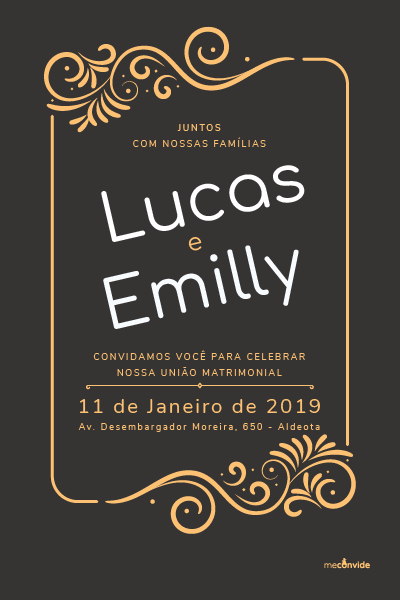 JUNTOS
COM NOSSAS FAMÍLIAS
Lucas
e
Emilly
CONVIDAMOS VOCÊ PARA CELEBRAR
NOSSA UNIÃO MATRIMONIAL
11 de Janeiro de 2019
Av. Desembargador Moreira, 650 - Aldeota
meconvide